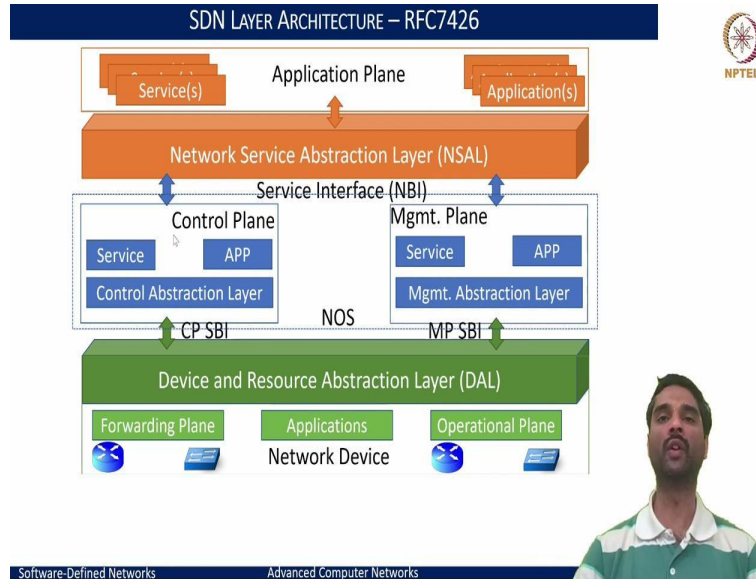 SDN LAYER ARCHITECTURE – RFC7426
NPTEL
Application Plane
Service(s)
Application(s)
Network Service Abstraction Layer (NSAL)
Service Interface (NBI)
Control Plane
Mgmt. Plane
Service
APP
Service
APP
Control Abstraction Layer
Mgmt. Abstraction Layer
NOS
CP SBI
MP SBI
Device and Resource Abstraction Layer (DAL)
Forwarding Plane
Applications
Operational Plane
Network Device
Software-Defined Networks
Advanced Computer Networks